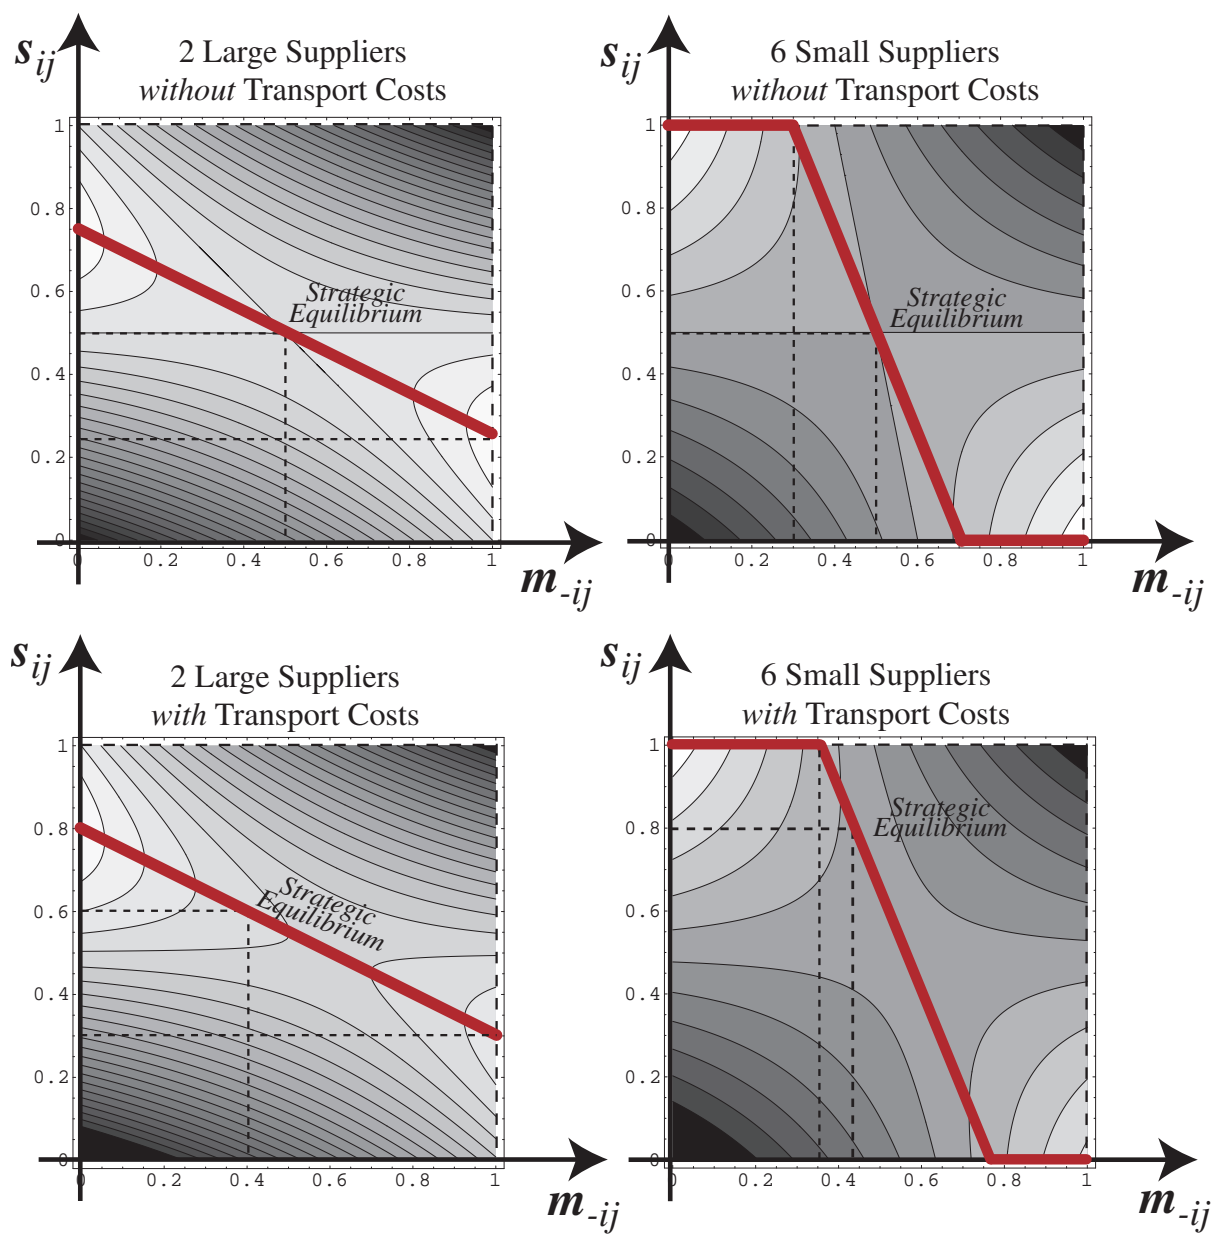 s_ij
2 Large Suppliers
without Transport Costs
1
0.8
0.6
0.4
0.2
0
Strategic
Equilibrium
0 0.2 0.4 0.6 0.8 1
m_-ij
s_ij
6 Small Suppliers
without Transport Costs
1
0.8
0.6
0.4
0.2
0
Strategic
Equilibrium
0 0.2 0.4 0.6 0.8 1
m_-ij
s_ij
2 Large Suppliers
with Transport Costs
1
0.8
0.6
0.4
0.2
0
Strategic
Equilibrium
0 0.2 0.4 0.6 0.8 1
m_-ij
s_ij
6 Small Suppliers
with Transport Costs
1
0.8
0.6
0.4
0.2
0
Strategic
Equilibrium
0 0.2 0.4 0.6 0.8 1
m_-ij